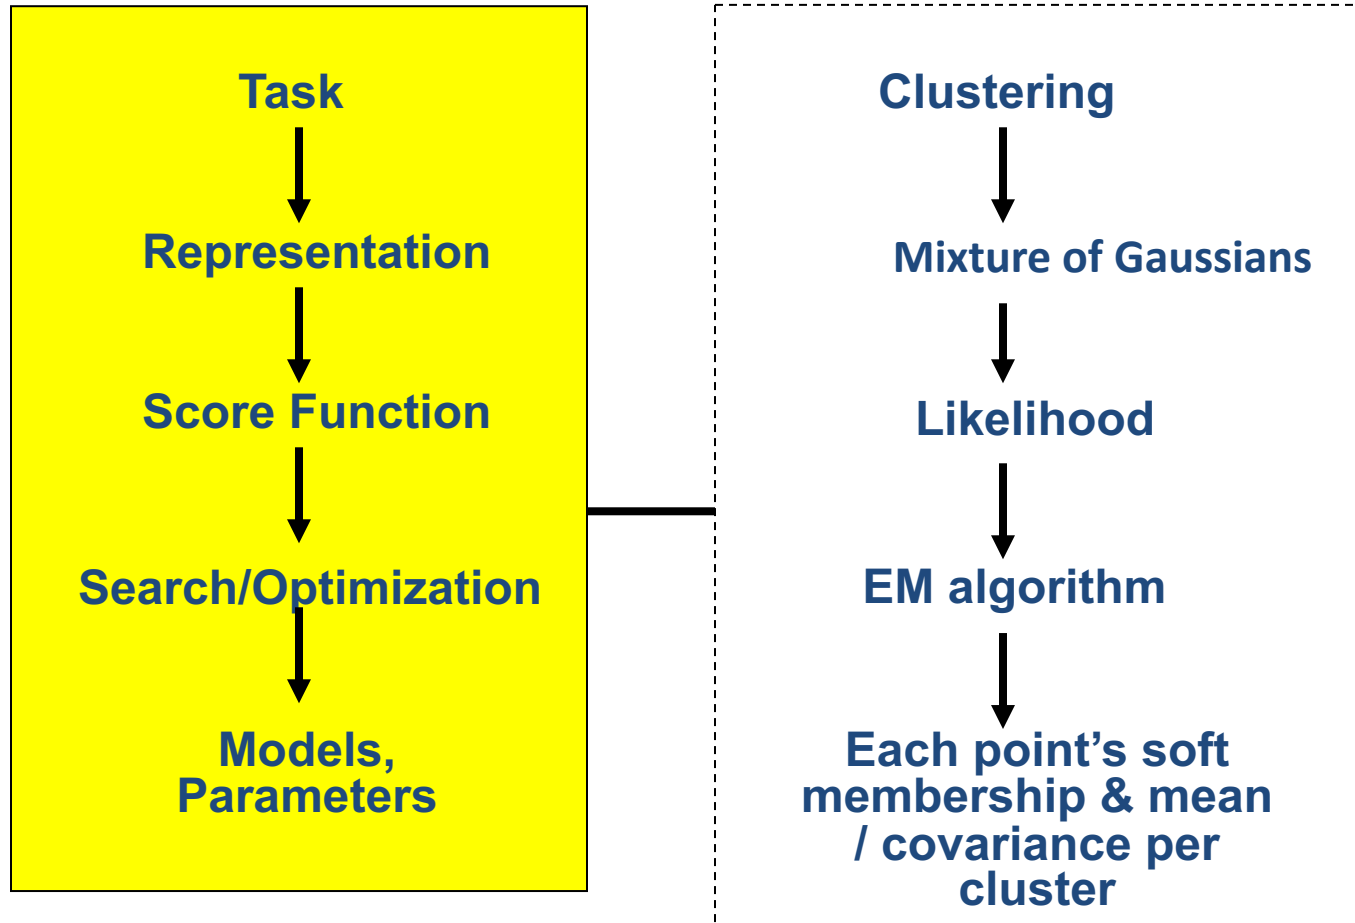 Task
Representation
Score Function
Search/Optimization
Models,
Parameters
Clustering
Mixture of Gaussians
Likelihood
EM algorithm
Each point’s soft
membership & mean
/ covariance per
cluster